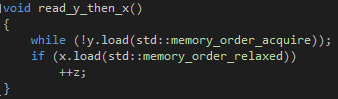 void read_y_then_x()
{
    while (!y.load(std::memory_order_acquire));
    if (x.load(std::memory_order_relaxed))
        ++z;
}